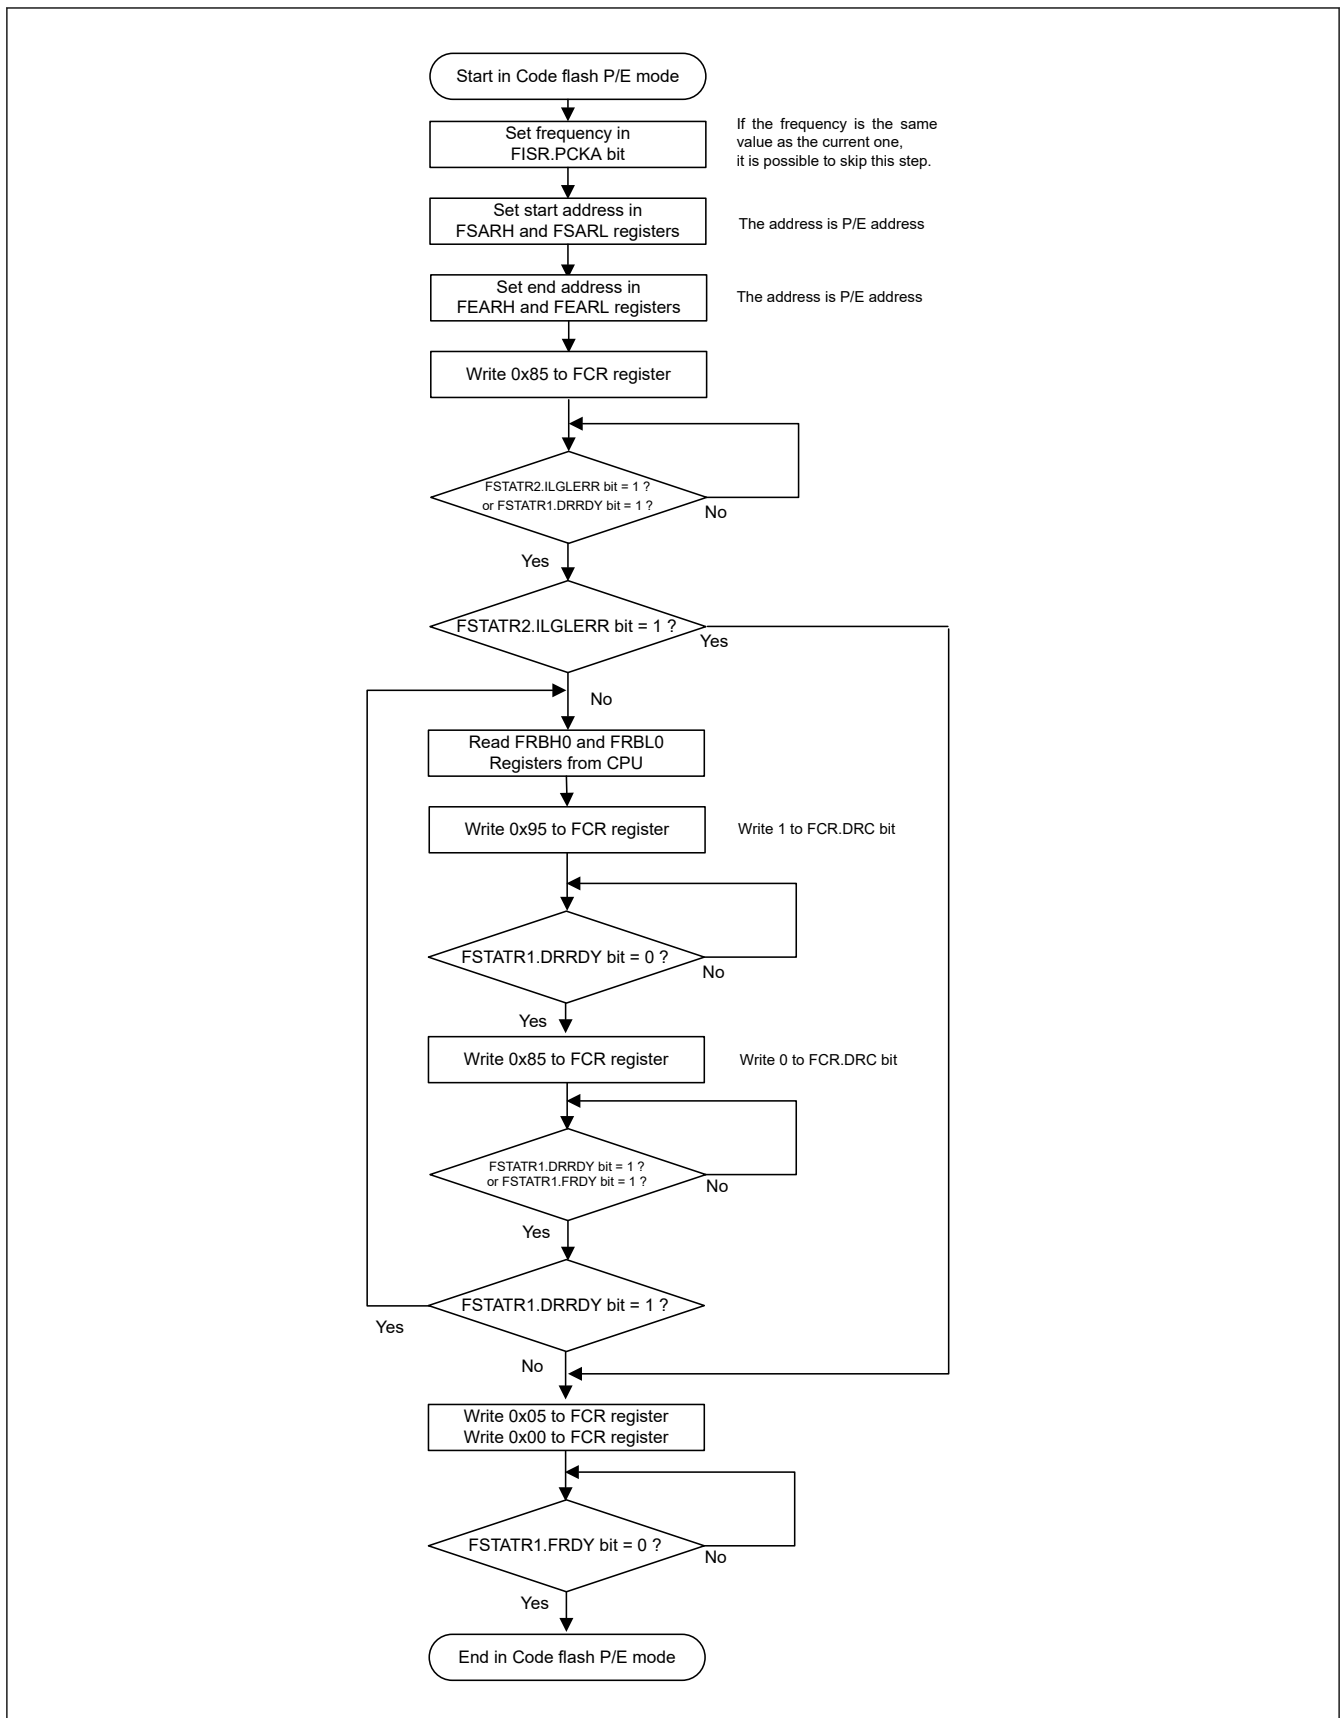 Start in Code flash P/E mode
Set frequency in
FISR.PCKA bit
If the frequency is the same
value as the current one,
it is possible to skip this step.
Set start address in
FSARH and FSARL registers
The address is P/E address
Set end address in
FEARH and FEARL registers
The address is P/E address
Write 0x85 to FCR register
FSTATR2.ILGLERR bit = 1 ?
or FSTATR1.DRRDY bit = 1 ?
No
Yes
FSTATR2.ILGLERR bit = 1 ?
Yes
No
Read FRBH0 and FRBL0
Registers from CPU
Write 0x95 to FCR register
Write 1 to FCR.DRC bit
FSTATR1.DRRDY bit = 0 ?
No
Yes
Write 0x85 to FCR register
Write 0 to FCR.DRC bit
FSTATR1.DRRDY bit = 1 ?
or FSTATR1.FRDY bit = 1 ?
No
Yes
FSTATR1.DRRDY bit = 1 ?
Yes
No
Write 0x05 to FCR register
Write 0x00 to FCR register
FSTATR1.FRDY bit = 0 ?
No
Yes
End in Code flash P/E mode